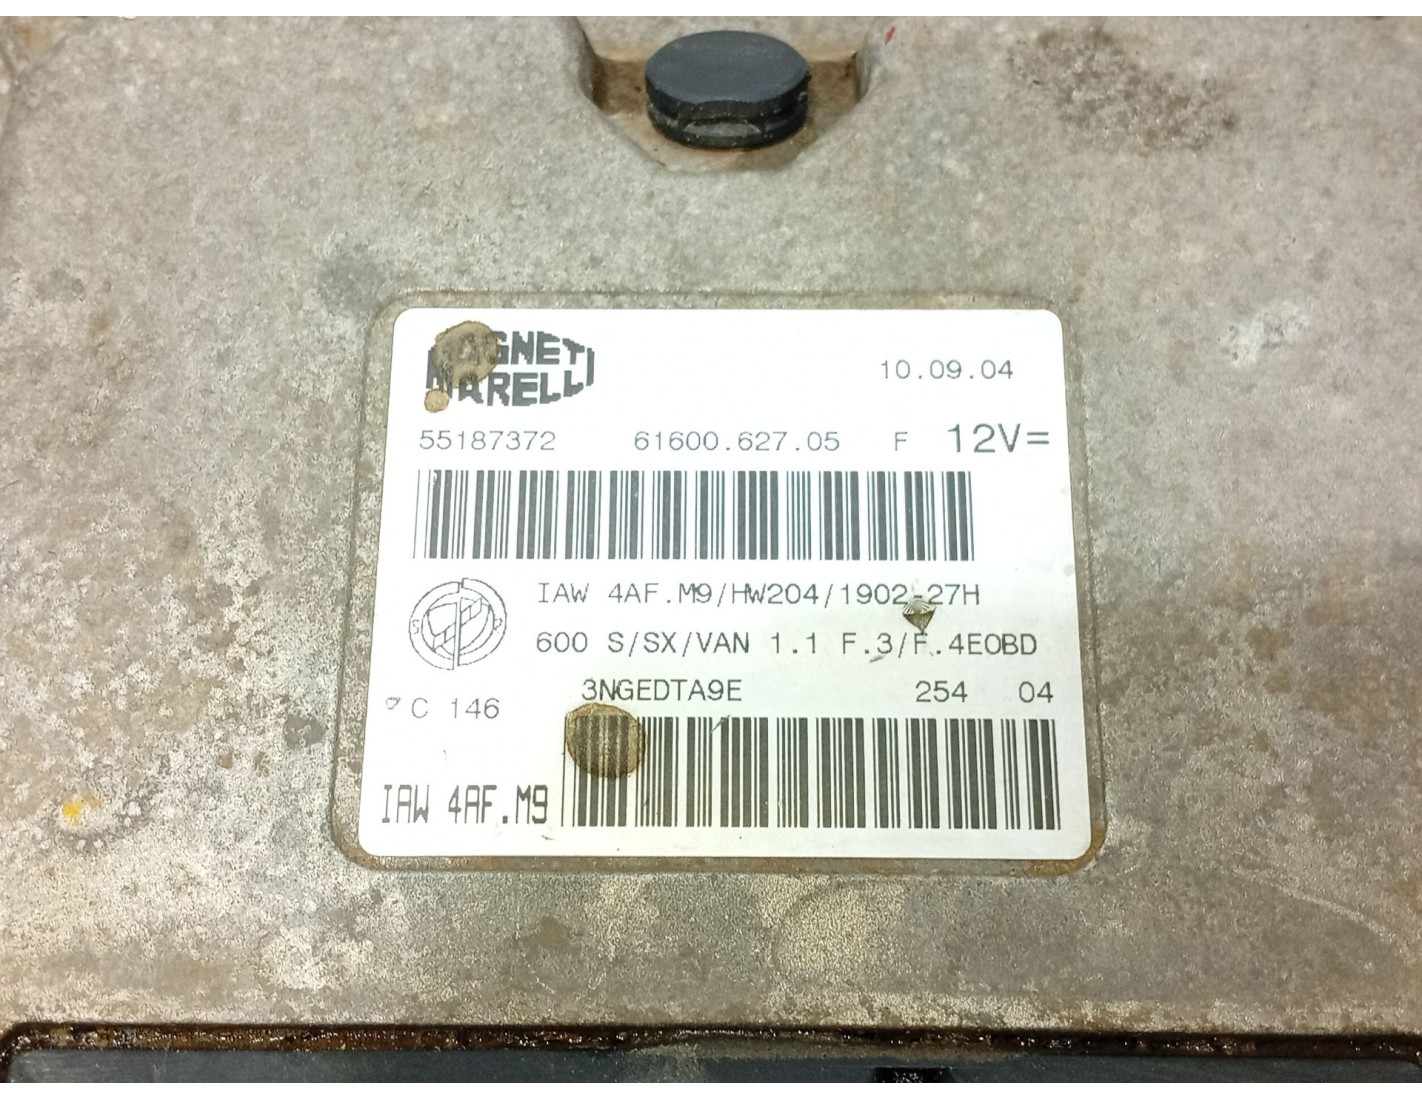 MAGNETI
MARELLI
10.09.04
55187372 61600.627.05 F 12V=
IAW 4AF.M9/HW204/1902-27H
600 S/SX/VAN 1.1 F.3/F.4EOBD
3NGEDTA9E 254 04
C 146
IAW 4AF.M9